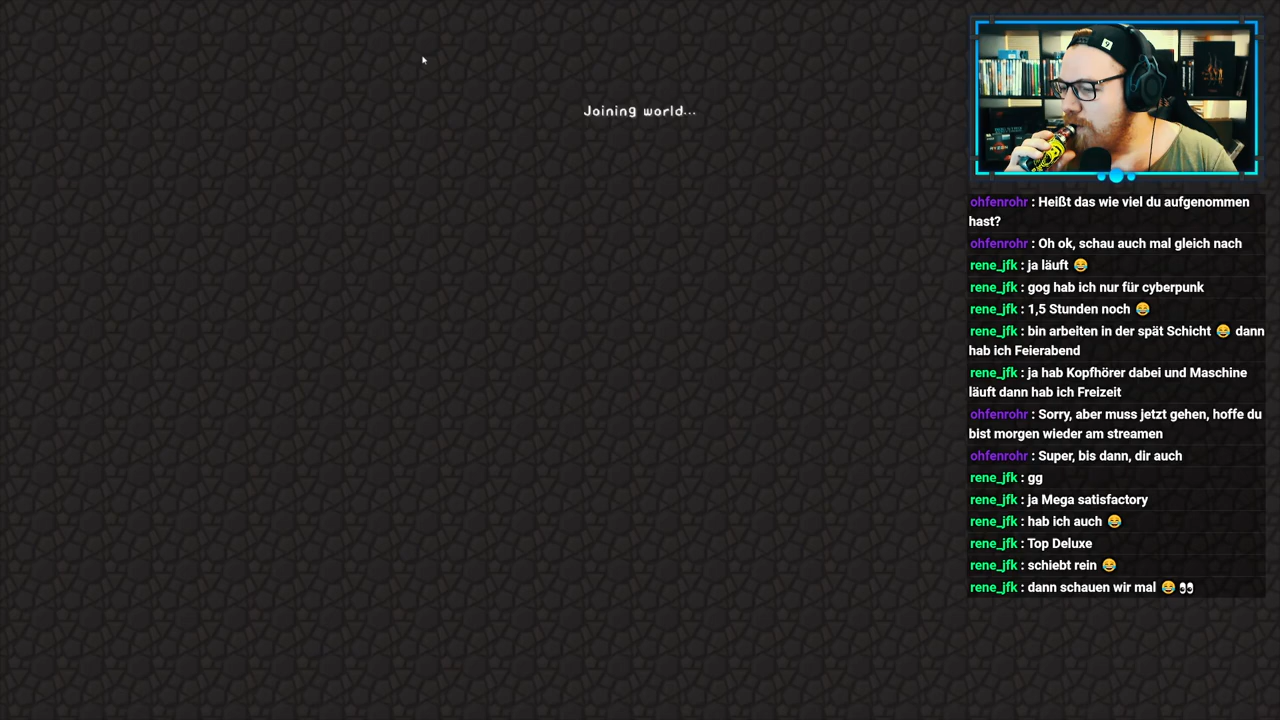 Joining world...
ohfenrohr : Heißt das wie viel du aufgenommen
hast?
ohfenrohr : Oh ok, schau auch mal gleich nach
rene_jfk : ja läuft 😂
rene_jfk : gog hab ich nur für cyberpunk
rene_jfk : 1,5 Stunden noch 😂
rene_jfk : bin arbeiten in der spät Schicht 😂 dann
hab ich Feierabend
rene_jfk : ja hab Kopfhörer dabei und Maschine
läuft dann hab ich Freizeit
ohfenrohr : Sorry, aber muss jetzt gehen, hoffe du
bist morgen wieder am streamen
ohfenrohr : Super, bis dann, dir auch
rene_jfk : gg
rene_jfk : ja Mega satisfactory
rene_jfk : hab ich auch 😂
rene_jfk : Top Deluxe
rene_jfk : schiebt rein 😂
rene_jfk : dann schauen wir mal 😂 👀